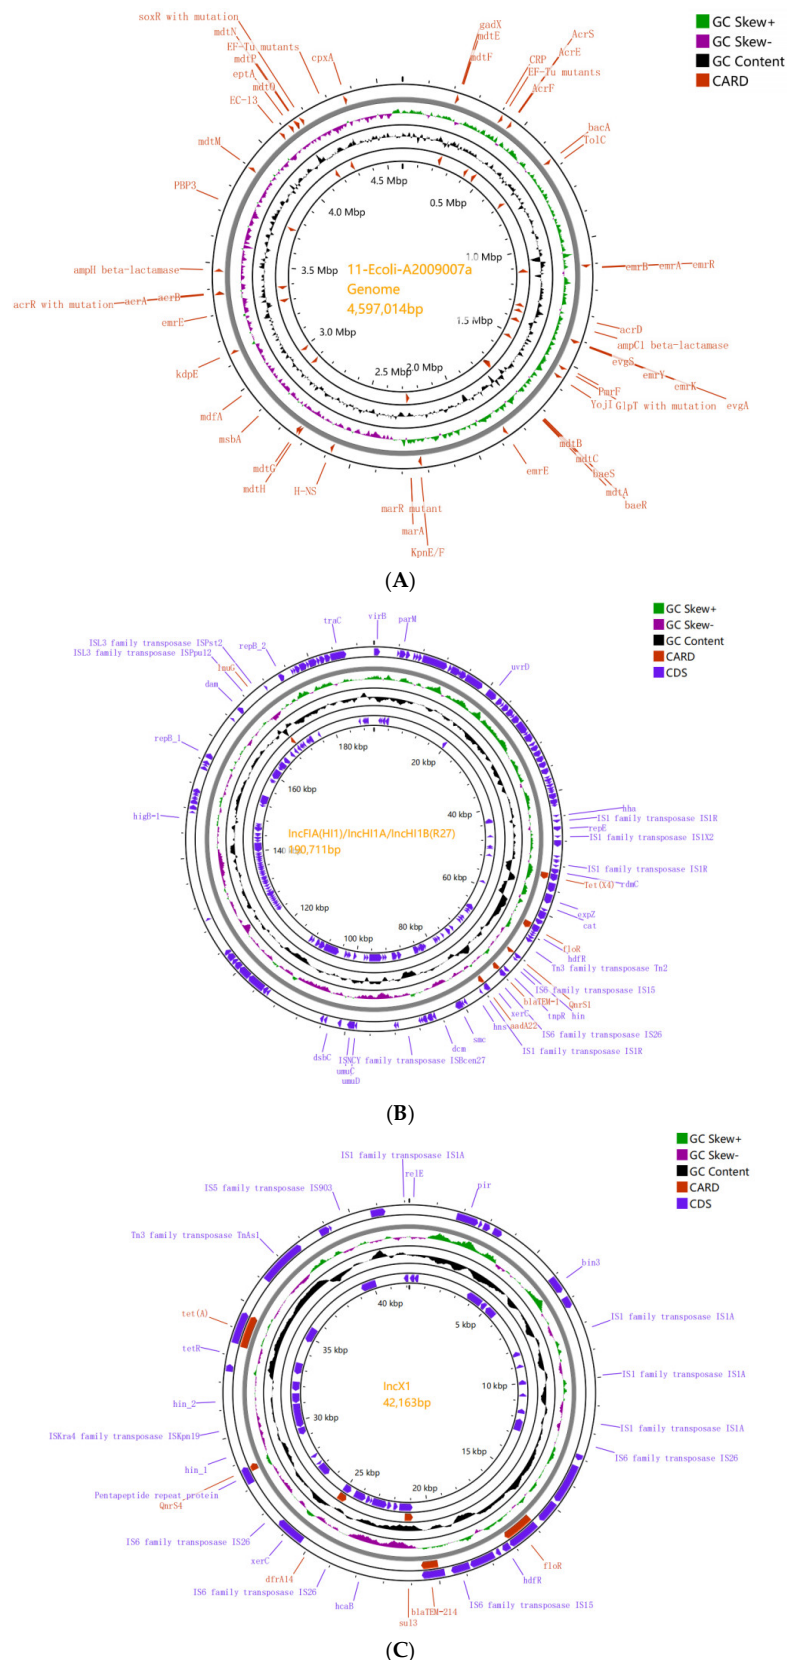 GC Skew+
GC Skew-
GC Content
CARD
soxR with mutation
mdtN
EF-Tu mutants
mdtP
eptA
mdtO
EC-13
cpxA
gadX
mdtE
mdtF
AcrS
AcrE
CRP
EF-Tu mutants
AcrF
bacA
TolC
mdtM
PBP3
ampH beta-lactamase
acrR with mutation
acrA
acrB
emrE
kdpE
mdfA
msbA
mdtG
mdtH
H-NS
marR mutant
marA
KpnE/F
emrE
emrB
emrA
emrR
acrD
ampC1 beta-lactamase
evgS
emrY
emrK
evgA
PmrF
YojI
GlpT with mutation
mdtB
mdtC
baeS
mdtA
baeR
4.5 Mbp
0.5 Mbp
4.0 Mbp
1.0 Mbp
3.5 Mbp
1.5 Mbp
3.0 Mbp
2.5 Mbp
2.0 Mbp
11-Ecoli-A2009007a
Genome
4,597,014bp
(A)
GC Skew+
GC Skew-
GC Content
CARD
CDS
virB
traC
parM
ISL3 family transposase ISPst2
repB_2
ISL3 family transposase ISPpu12
lnuG
dam
uvrD
repB_1
higB-1
hha
IS1 family transposase IS1R
repE
IS1 family transposase IS1X2
IS1 family transposase IS1R
Tet(X4)
rdmC
expZ
cat
floR
hdfR
Tn3 family transposase Tn2
IS6 family transposase IS15
blaTEM-1
QnrS1
xerC
tnpR
hin
hns
aadA22
IS6 family transposase IS26
smc
IS1 family transposase IS1R
dcm
dsbC
ISNCY family transposase ISBcen27
umuC
umuD
180 kbp
20 kbp
160 kbp
40 kbp
IncFIA(HI1)/IncHI1A/IncHI1B(R27)
190,711bp
140
60 kbp
120 kbp
80 kbp
100 kbp
(B)
GC Skew+
GC Skew-
GC Content
CARD
CDS
IS1 family transposase IS1A
relE
IS5 family transposase IS903
pir
Tn3 family transposase TnAs1
bin3
tet(A)
IS1 family transposase IS1A
tetR
IS1 family transposase IS1A
hin_2
IS1 family transposase IS1A
ISKra4 family transposase ISKpn19
IS6 family transposase IS26
hin_1
Pentapeptide repeat protein
QnrS4
IS6 family transposase IS26
xerC
floR
dfrA14
hdfR
IS6 family transposase IS26
IS6 family transposase IS15
hcaB
blaTEM-214
sul3
40 kbp
5 kbp
35 kbp
10 kbp
IncX1
42,163bp
30 kbp
15 kbp
25 kbp
20 kbp
(C)